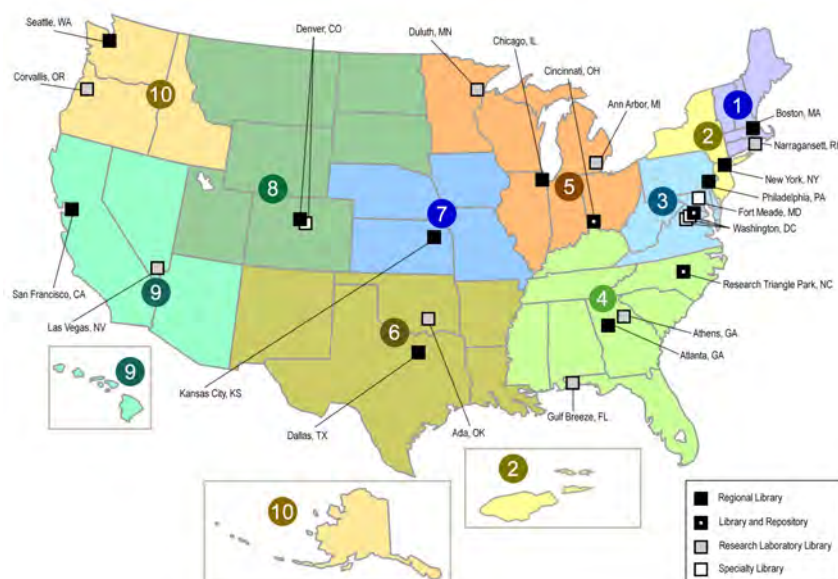 Seattle, WA
Denver, CO
Duluth, MN
Chicago, IL
Cincinnati, OH
Corvallis, OR
10
Ann Arbor, MI
1
Boston, MA
2
Narragansett, RI
New York, NY
Philadelphia, PA
8
5
3
7
Fort Meade, MD
Washington, DC
San Francisco, CA
Las Vegas, NV
9
Research Triangle Park, NC
4
6
Athens, GA
Atlanta, GA
9
Kansas City, KS
Dallas, TX
Ada, OK
Gulf Breeze, FL
2
10
Regional Library
Library and Repository
Research Laboratory Library
Specialty Library